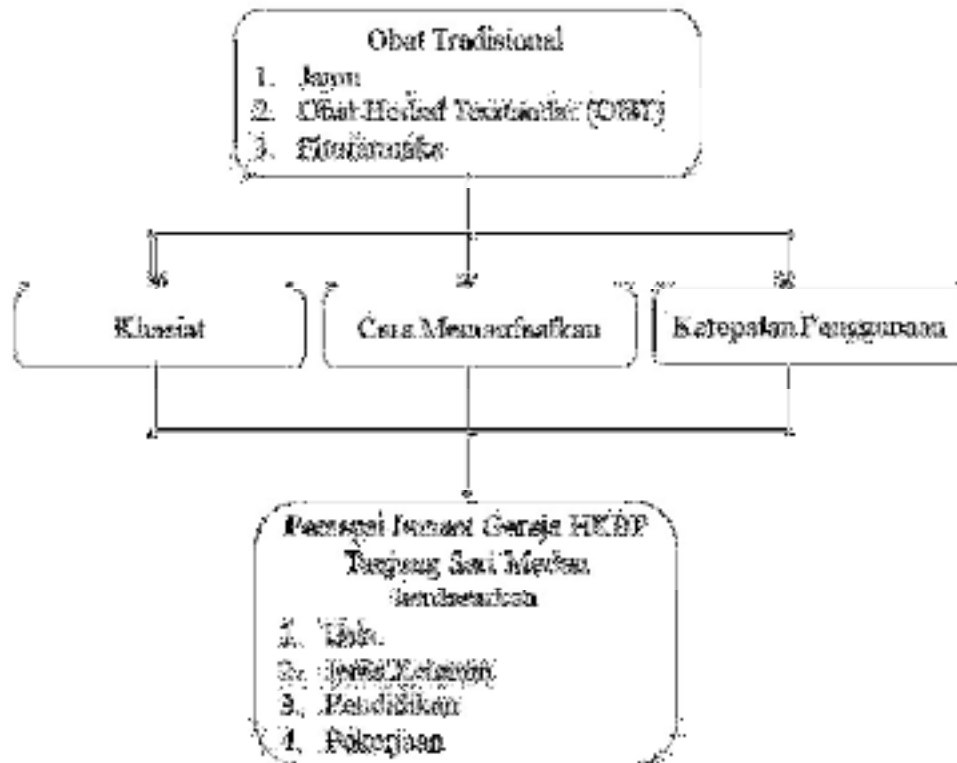 Obat Tradisional
1. Jamu
2. Obat Herbal Terstandar (OHT)
3. Fitofarmaka
Khasiat
Cara Memanfaatkan
Ketepatan Penggunaan
Persepsi Jemaat Gereja HKBP
Tanjung Sari Medan
Berdasarkan
1. Usia
2. Jenis Kelamin
3. Pendidikan
4. Pekerjaan